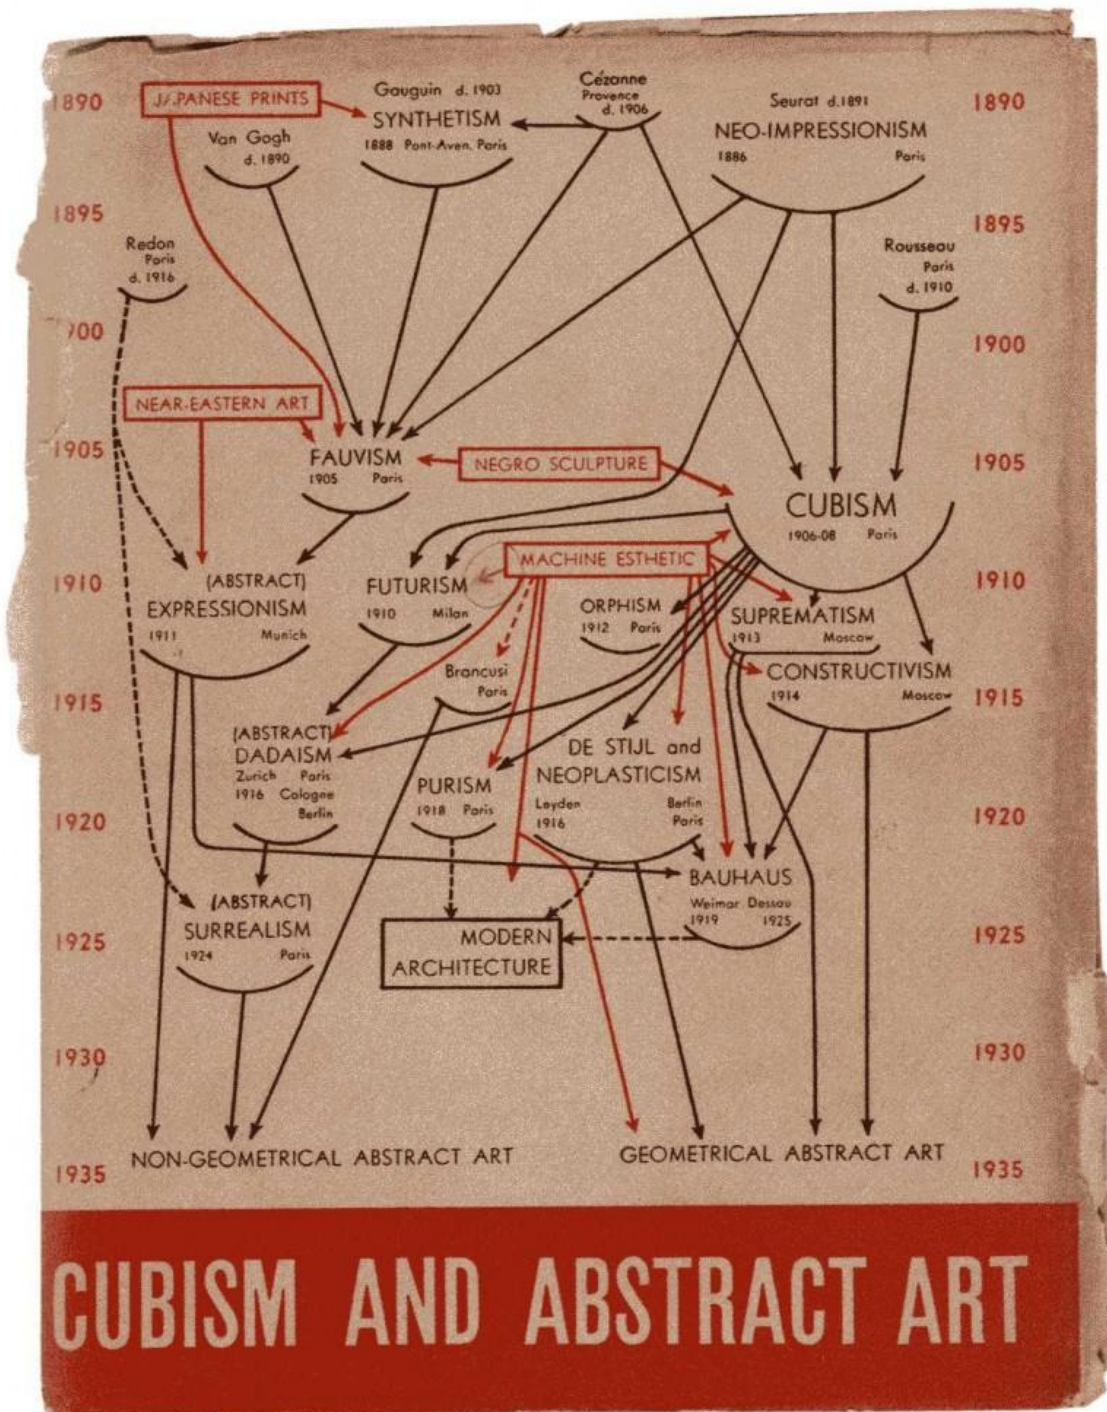 1890
JAPANESE PRINTS
Gauguin d. 1903
SYNTHETISM
1888 Pont-Aven, Paris
Cézanne
Provence
d. 1906
Seurat d.1891
NEO-IMPRESSIONISM
1886 Paris
1890
Van Gogh
d. 1890
1895
1895
Redon
Paris
d. 1916
Rousseau
Paris
d. 1910
1900
1900
NEAR-EASTERN ART
1905
FAUVISM
1905 Paris
NEGRO SCULPTURE
1905
CUBISM
1906-08 Paris
1910
(ABSTRACT)
EXPRESSIONISM
1911 Munich
FUTURISM
1910 Milan
MACHINE ESTHETIC
ORPHISM
1912 Paris
SUPREMATISM
1913 Moscow
1910
Brancusi
Paris
CONSTRUCTIVISM
1914 Moscow
1915
1915
(ABSTRACT)
DADAISM
Zurich Paris
1916 Cologne
Berlin
PURISM
1918 Paris
DE STIJL and
NEOPLASTICISM
Leyden Berlin
1916 Paris
1920
1920
(ABSTRACT)
SURREALISM
1924 Paris
BAUHAUS
Weimar Dessau
1919 1925
1925
MODERN
ARCHITECTURE
1925
1930
1930
NON-GEOMETRICAL ABSTRACT ART
GEOMETRICAL ABSTRACT ART
1935
1935
CUBISM AND ABSTRACT ART